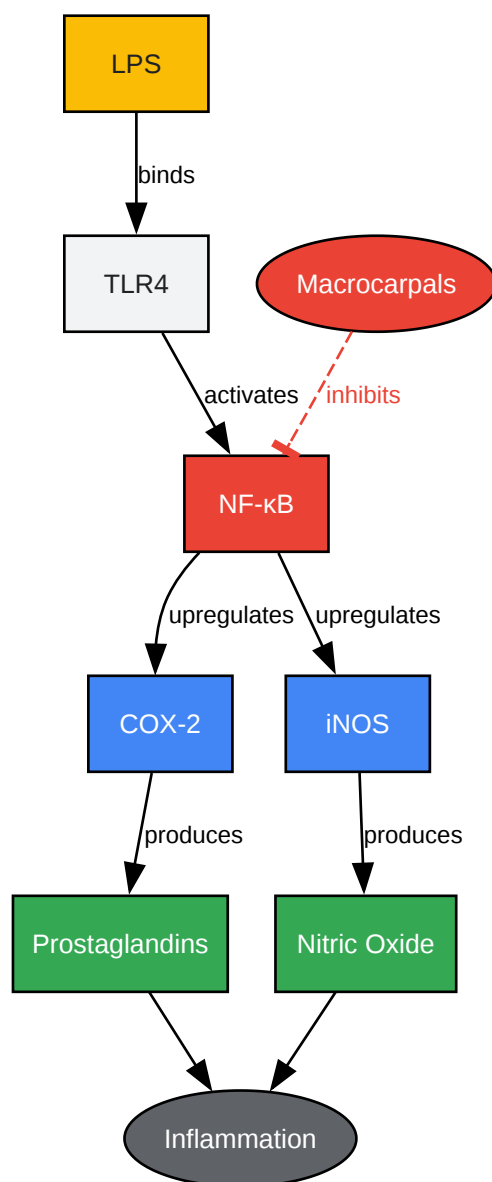 LPS
binds
TLR4
Macrocarpals
activates
inhibits
NF-κB
upregulates
upregulates
COX-2
iNOS
produces
produces
Prostaglandins
Nitric Oxide
Inflammation